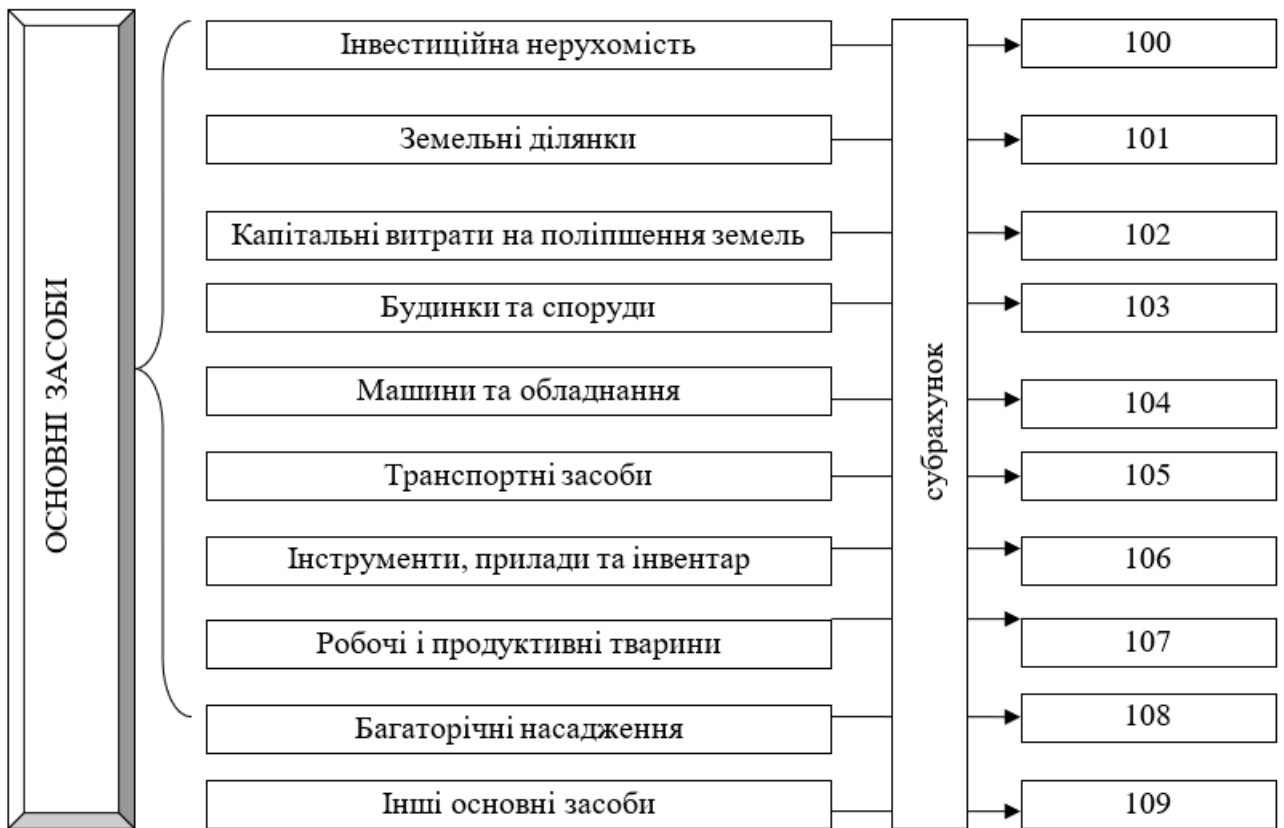 ОСНОВНІ ЗАСОБИ
Інвестиційна нерухомість
100
Земельні ділянки
101
Капітальні витрати на поліпшення земель
102
Будинки та споруди
103
Машини та обладнання
104
Транспортні засоби
105
Інструменти, прилади та інвентар
106
Робочі і продуктивні тварини
107
Багаторічні насадження
108
Інші основні засоби
109
субрахунок